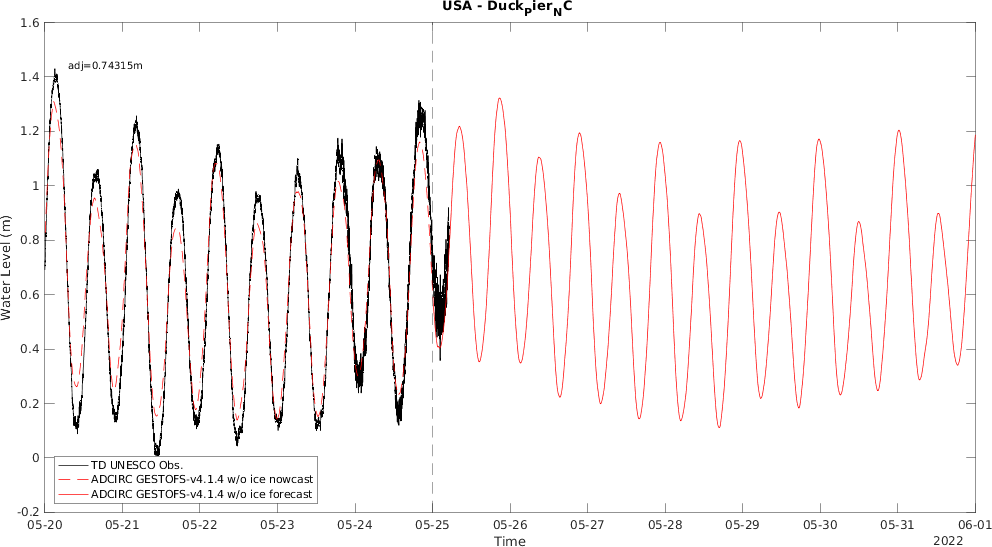 USA - Duck_Pier_NC
adj=0.74315m
1.6
1.4
1.2
1
0.8
0.6
0.4
0.2
0
-0.2
Water Level (m)
TD UNESCO Obs.
ADCIRC GESTOFS-v4.1.4 w/o ice nowcast
ADCIRC GESTOFS-v4.1.4 w/o ice forecast
05-20 05-21 05-22 05-23 05-24 05-25 05-26 05-27 05-28 05-29 05-30 05-31 06-01
Time
2022